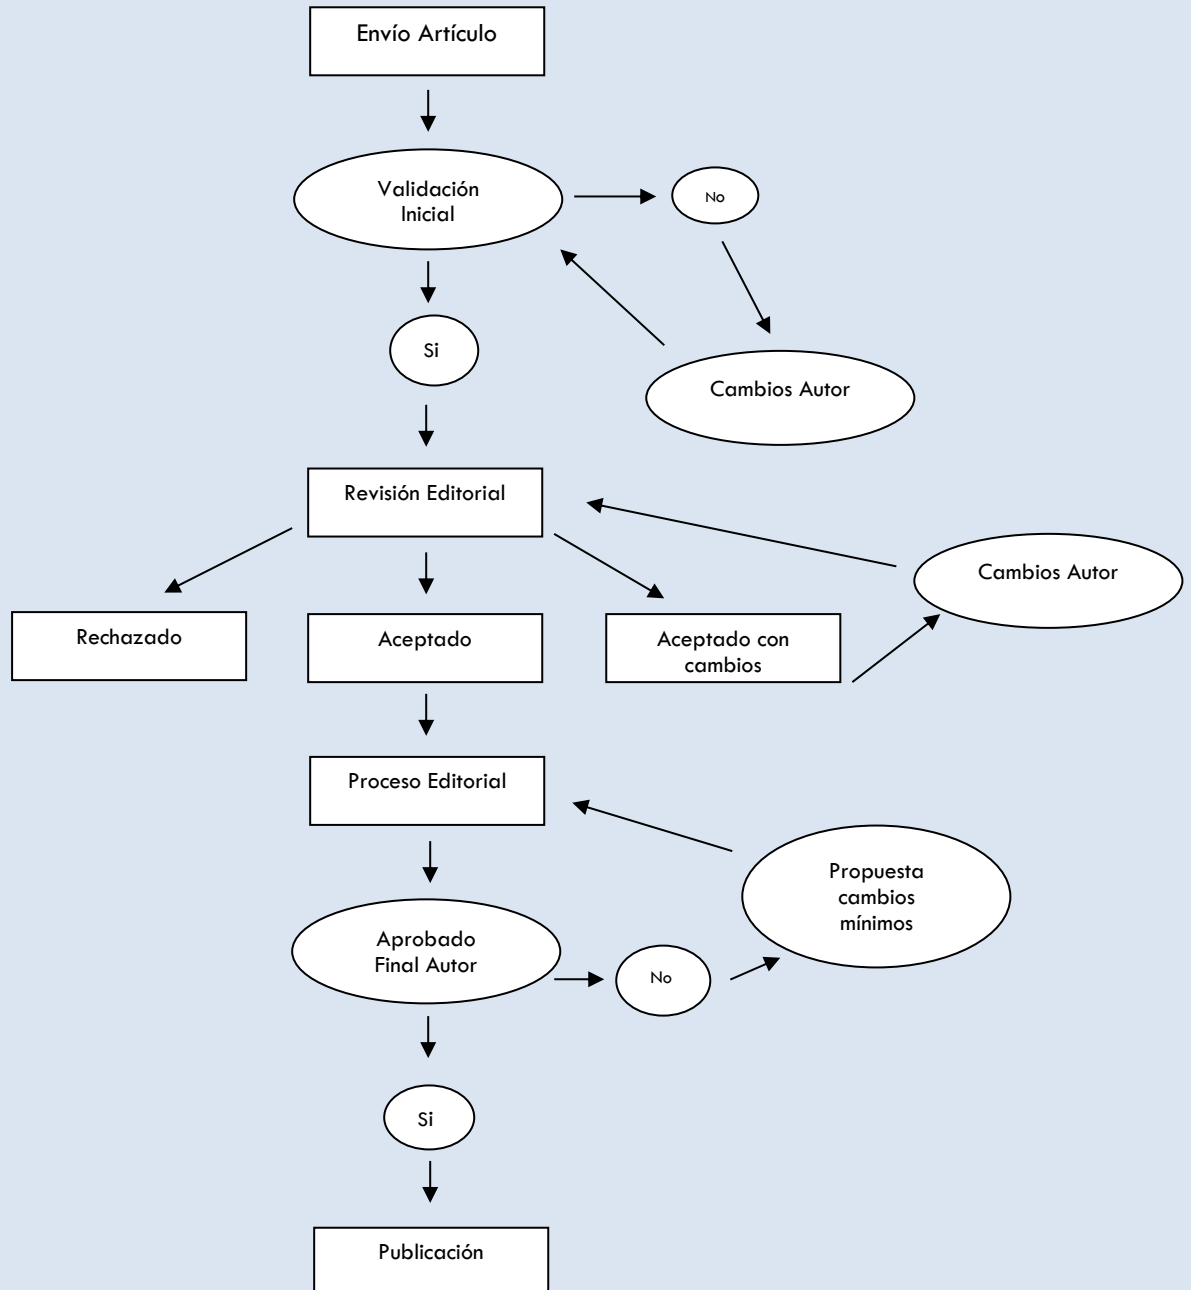 Envío Artículo
Validación
Inicial
No
Si
Cambios Autor
Revisión Editorial
Cambios Autor
Rechazado
Aceptado
Aceptado con
cambios
Proceso Editorial
Propuesta
cambios
mínimos
Aprobado
Final Autor
No
Si
Publicación